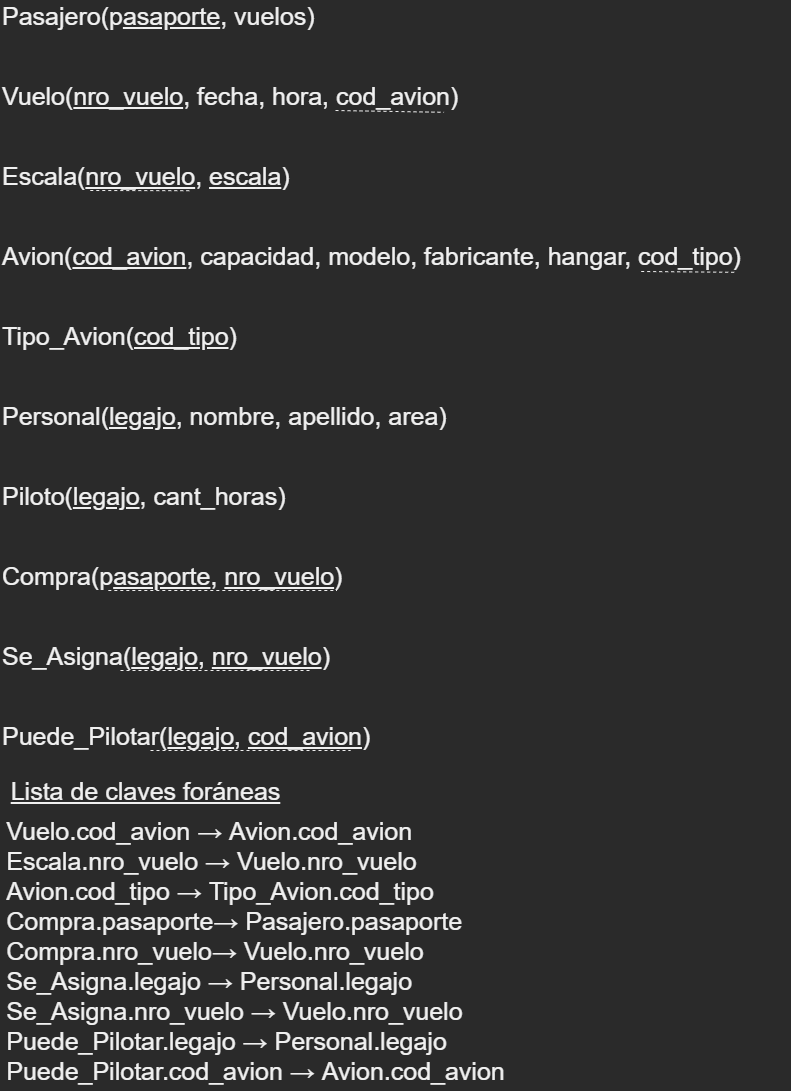 Pasajero(pasaporte, vuelos)
Vuelo(nro_vuelo, fecha, hora, cod_avion)
Escala(nro_vuelo, escala)
Avion(cod_avion, capacidad, modelo, fabricante, hangar, cod_tipo)
Tipo_Avion(cod_tipo)
Personal(legajo, nombre, apellido, area)
Piloto(legajo, cant_horas)
Compra(pasaporte, nro_vuelo)
Se_Asigna(legajo, nro_vuelo)
Puede_Pilotar(legajo, cod_avion)
Lista de claves foráneas
Vuelo.cod_avion → Avion.cod_avion
Escala.nro_vuelo → Vuelo.nro_vuelo
Avion.cod_tipo → Tipo_Avion.cod_tipo
Compra.pasaporte→ Pasajero.pasaporte
Compra.nro_vuelo→ Vuelo.nro_vuelo
Se_Asigna.legajo → Personal.legajo
Se_Asigna.nro_vuelo → Vuelo.nro_vuelo
Puede_Pilotar.legajo → Personal.legajo
Puede_Pilotar.cod_avion → Avion.cod_avion